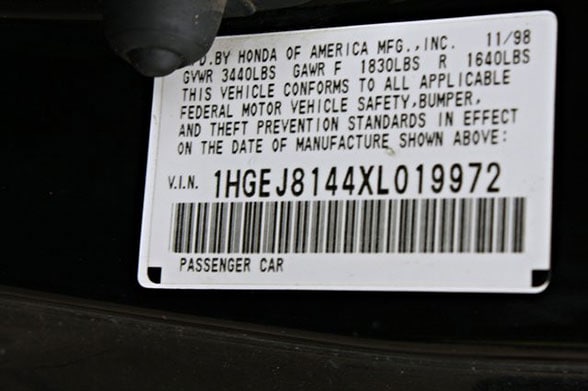 MFD.BY HONDA OF AMERICA MFG.,INC. 11/98
GVWR 3440LBS GAWR F 1830LBS R 1640LBS
THIS VEHICLE CONFORMS TO ALL APPLICABLE
FEDERAL MOTOR VEHICLE SAFETY,BUMPER,
AND THEFT PREVENTION STANDARDS IN EFFECT
ON THE DATE OF MANUFACTURE SHOWN ABOVE:
V.I.N. 1HGEJ8144XL019972
PASSENGER CAR